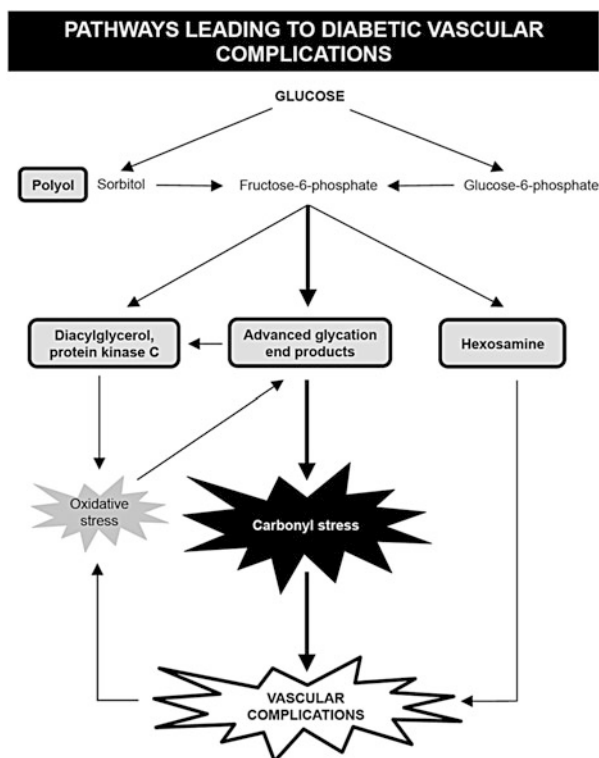 PATHWAYS LEADING TO DIABETIC VASCULAR
COMPLICATIONS
GLUCOSE
Polyol
Sorbitol
Fructose-6-phosphate
Glucose-6-phosphate
Diacylglycerol,
protein kinase C
Advanced glycation
end products
Hexosamine
Oxidative
stress
Carbonyl stress
VASCULAR
COMPLICATIONS